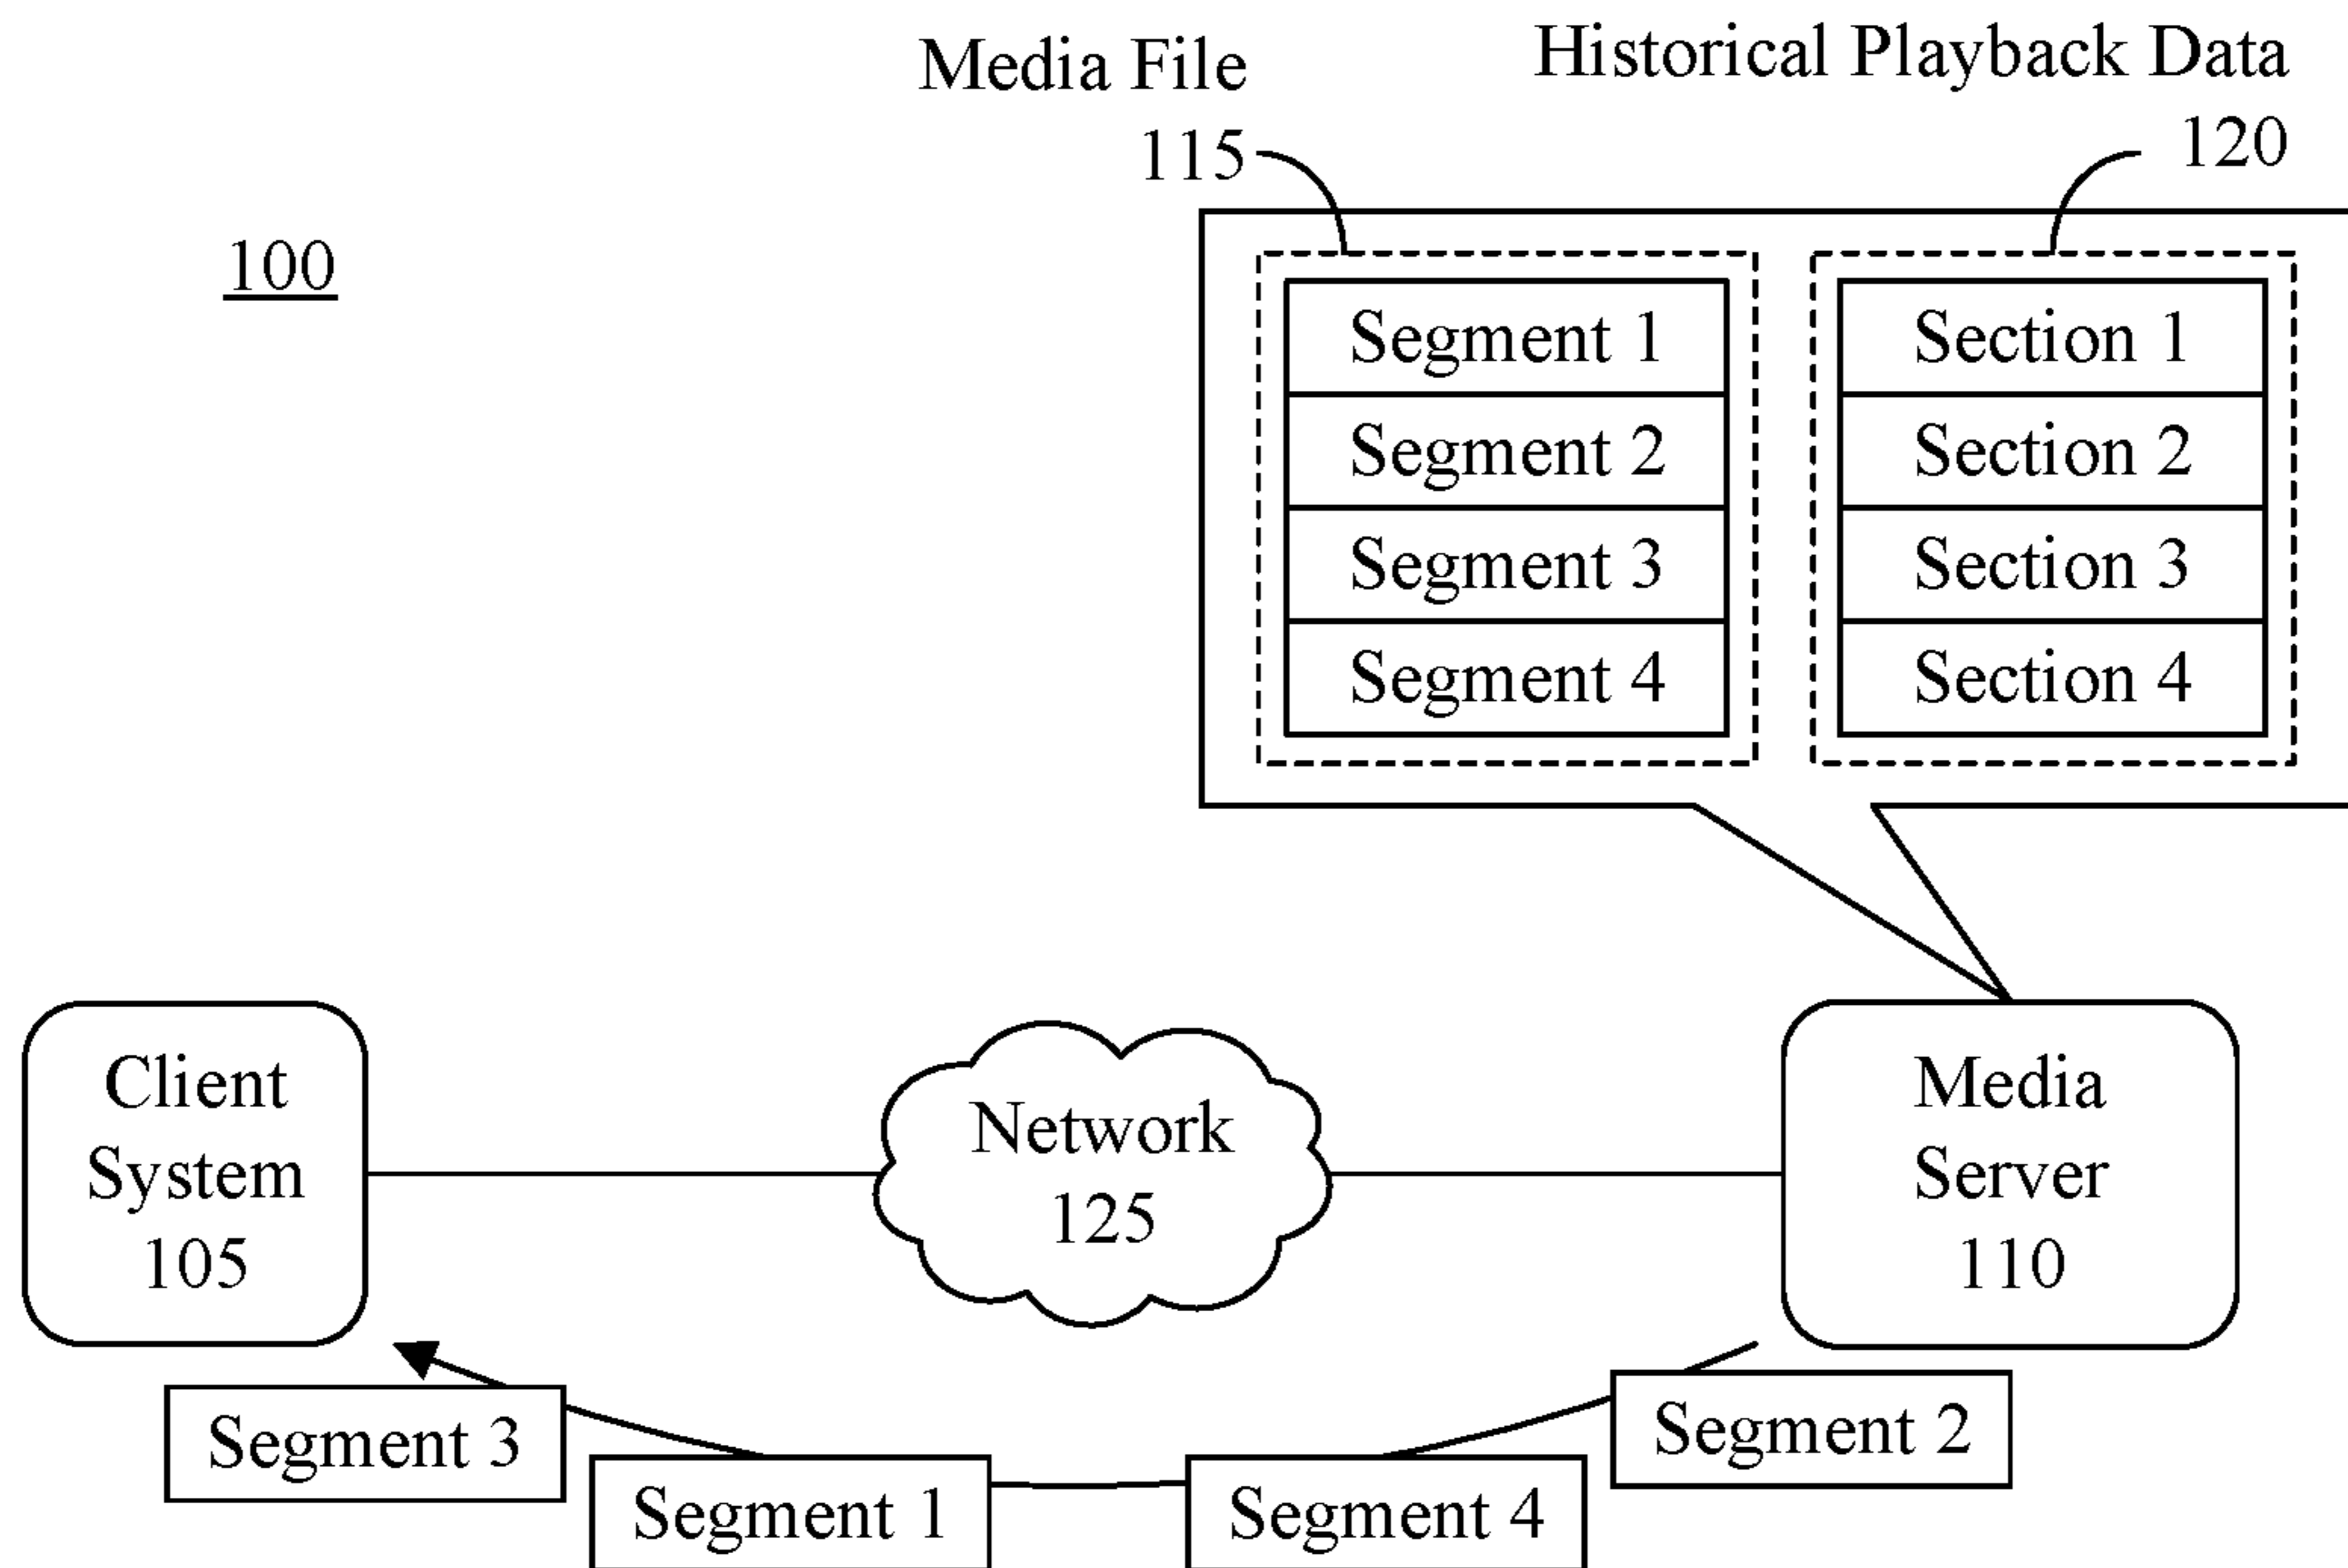 Media File
115
Historical Playback Data
120
100
Segment 1
Segment 2
Segment 3
Segment 4
Section 1
Section 2
Section 3
Section 4
Client
System
105
Network
125
Media
Server
110
Segment 3
Segment 1
Segment 4
Segment 2